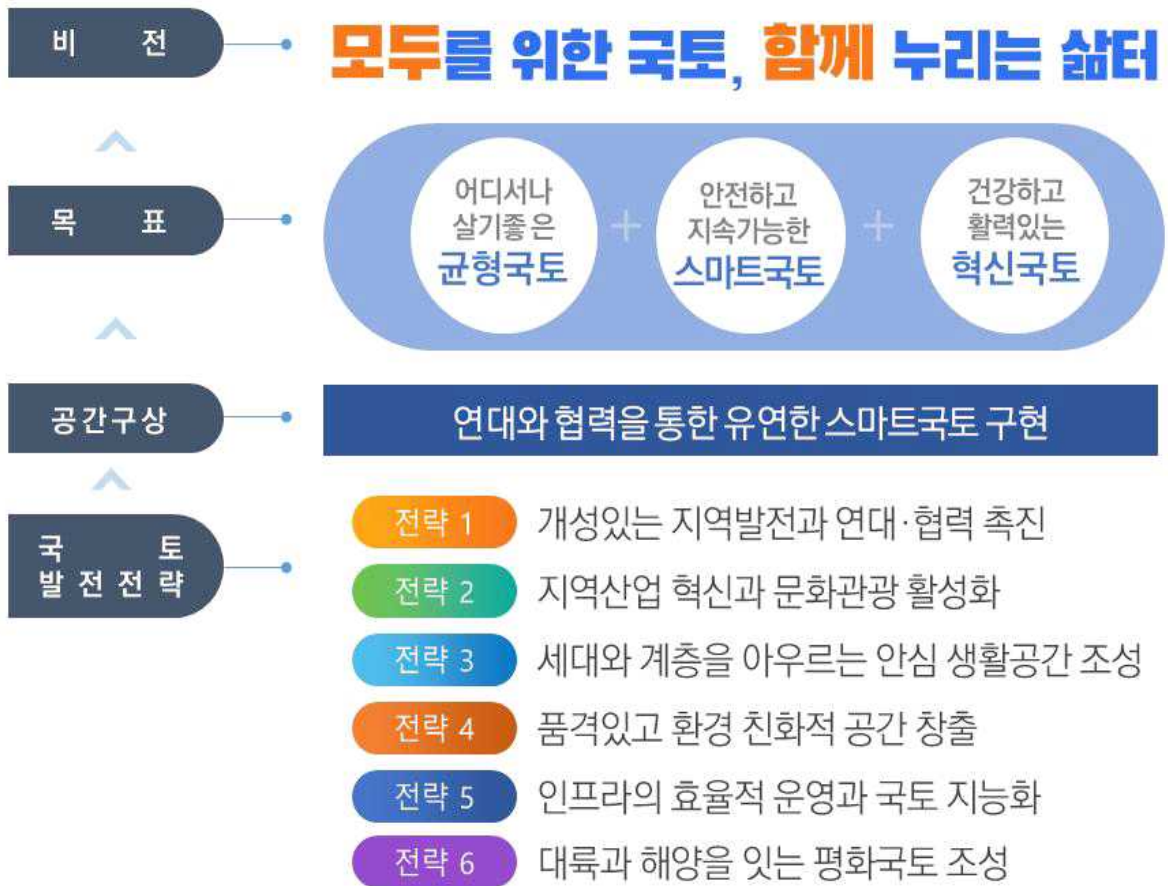 비 전
모두를 위한 국토, 함께 누리는 삶터
목 표
어디서나
살기좋은
균형국토
+
안전하고
지속가능한
스마트국토
+
건강하고
활력있는
혁신국토
공간구상
연대와 협력을 통한 유연한 스마트국토 구현
국 토
발 전 전 략
전략 1 개성있는 지역발전과 연대·협력 촉진
전략 2 지역산업 혁신과 문화관광 활성화
전략 3 세대와 계층을 아우르는 안심 생활공간 조성
전략 4 품격있고 환경 친화적 공간 창출
전략 5 인프라의 효율적 운영과 국토 지능화
전략 6 대륙과 해양을 잇는 평화국토 조성